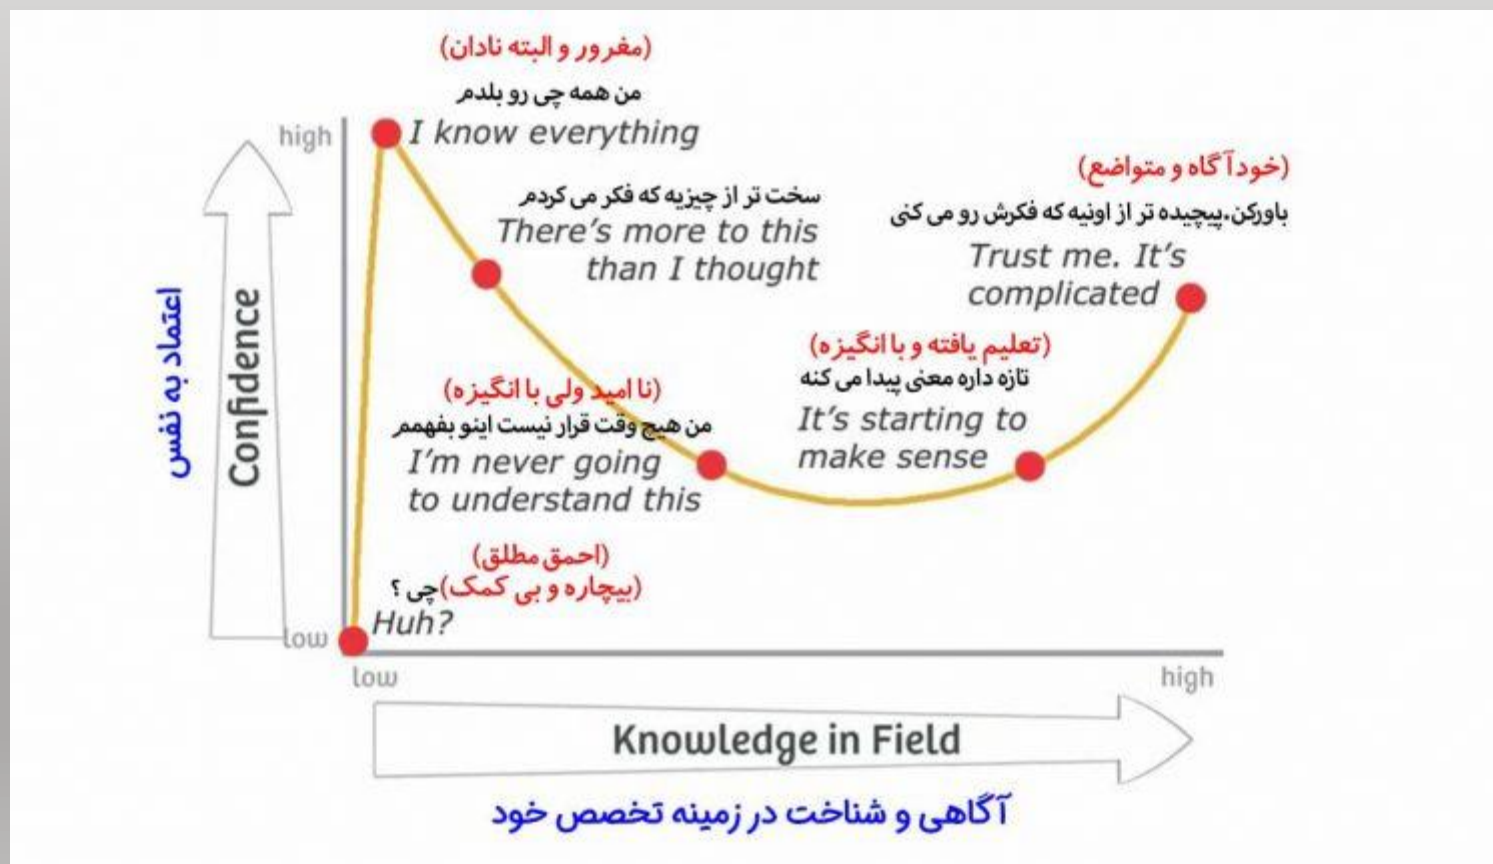 (مغرور و البته نادان)
من همه چی رو بلدم
high
I know everything
(خودآگاه و متواضع)
سخت تر از چیزیه که فکر می کردم
باورکن.پیچیده تر از اونیه که فکرش رو می کنی
There's more to this
than I thought
Trust me. It's
complicated
اعتماد به نفس
Confidence
(تعلیم یافته و با انگیزه)
تازه داره معنی پیدا می کنه
It's starting to
make sense
(نا امید ولی با انگیزه)
من هیچ وقت قرار نیست اینو بفهمم
I'm never going
to understand this
(احمق مطلق)
(بیچاره و بی کمک)چی ؟
Huh?
low
low
high
Knowledge in Field
آگاهی و شناخت در زمینه تخصص خود